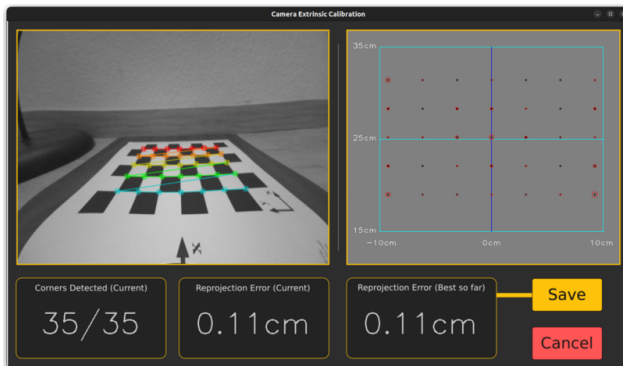 Camera Extrinsic Calibration
35cm
25cm
15cm
-10cm
0cm
10cm
x
Corners Detected (Current)
35/35
Reprojection Error (Current)
0.11cm
Reprojection Error (Best so far)
0.11cm
Save
Cancel